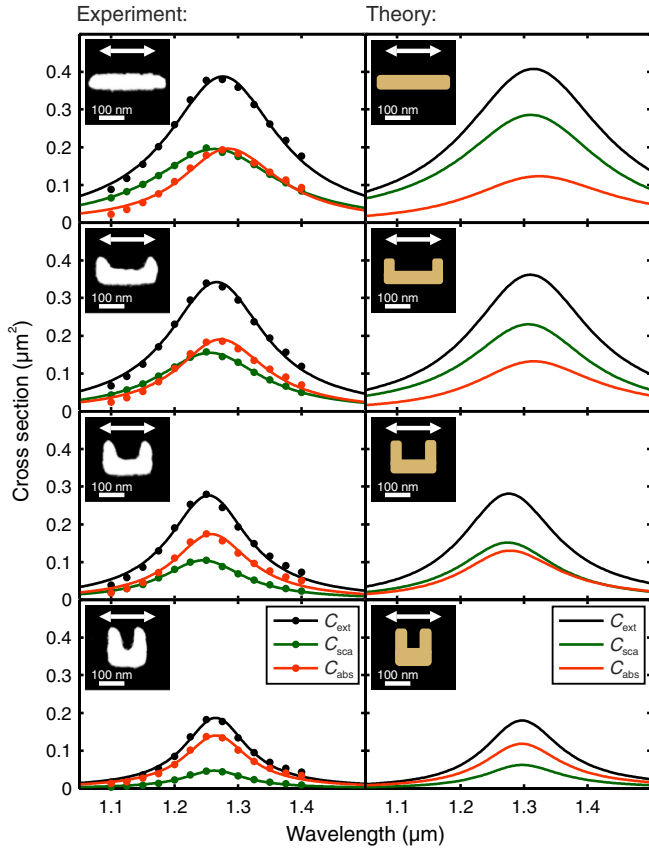 Experiment: Theory:
0.4
0.3
0.2
0.1
0
100 nm
100 nm
0.4
0.3
0.2
0.1
0
100 nm
100 nm
Cross section (μm²)
0.4
0.3
0.2
0.1
0
100 nm
100 nm
0.4
0.3
0.2
0.1
0
100 nm
C_ext
C_sca
C_abs
100 nm
C_ext
C_sca
C_abs
1.1 1.2 1.3 1.4 1.1 1.2 1.3 1.4
Wavelength (μm)